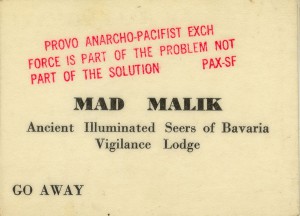 PROVO ANARCHO-PACIFIST EXCH
FORCE IS PART OF THE PROBLEM NOT
PART OF THE SOLUTION PAX-SF
MAD MALIK
Ancient Illuminated Seers of Bavaria
Vigilance Lodge
GO AWAY